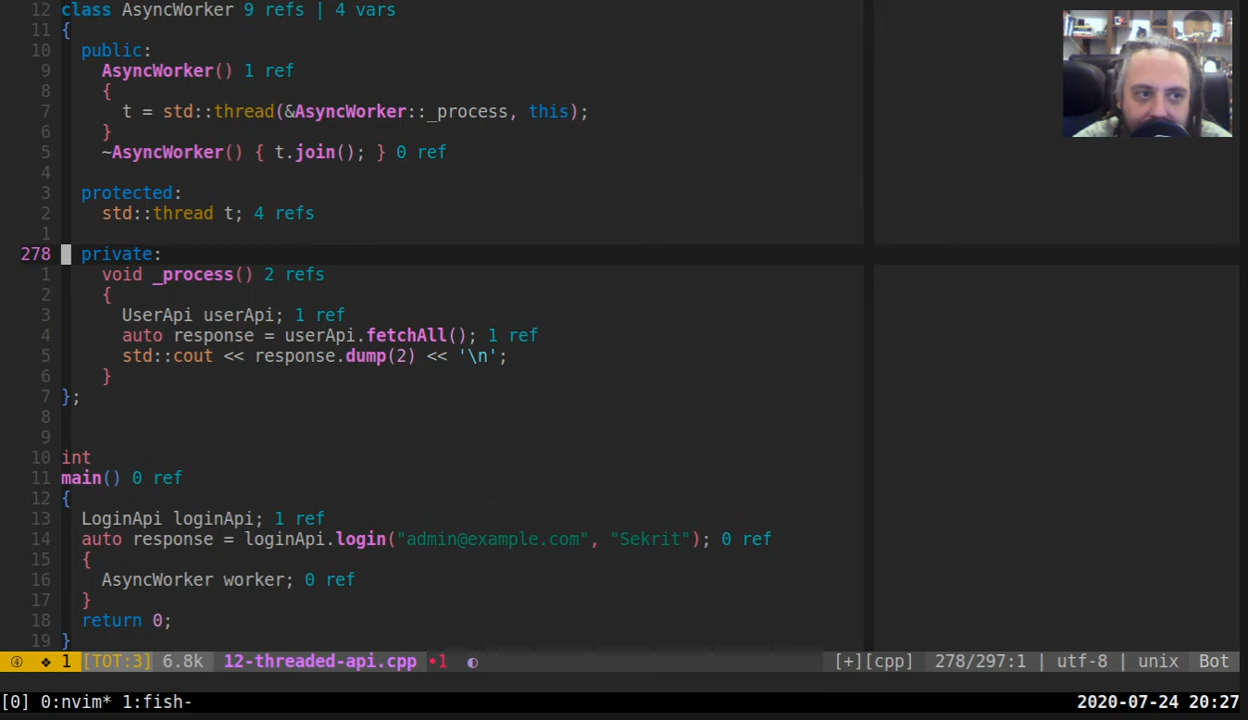 12 class AsyncWorker 9 refs | 4 vars
11 {
10 public:
9 AsyncWorker() 1 ref
8 {
7 t = std::thread(&AsyncWorker::_process, this);
6 }
5 ~AsyncWorker() { t.join(); } 0 ref
4
3 protected:
2 std::thread t; 4 refs
1
278 private:
1 void _process() 2 refs
2 {
3 UserApi userApi; 1 ref
4 auto response = userApi.fetchAll(); 1 ref
5 std::cout << response.dump(2) << '\n';
6 }
7 };
8
9
10 int
11 main() 0 ref
12 {
13 LoginApi loginApi; 1 ref
14 auto response = loginApi.login("admin@example.com", "Sekrit"); 0 ref
15 {
16 AsyncWorker worker; 0 ref
17 }
18 return 0;
19 }
④ ❖ 1 [TOT:3] 6.8k 12-threaded-api.cpp •1 ◐ [+][cpp] 278/297:1 | utf-8 | unix Bot
[0] 0:nvim* 1:fish- 2020-07-24 20:27